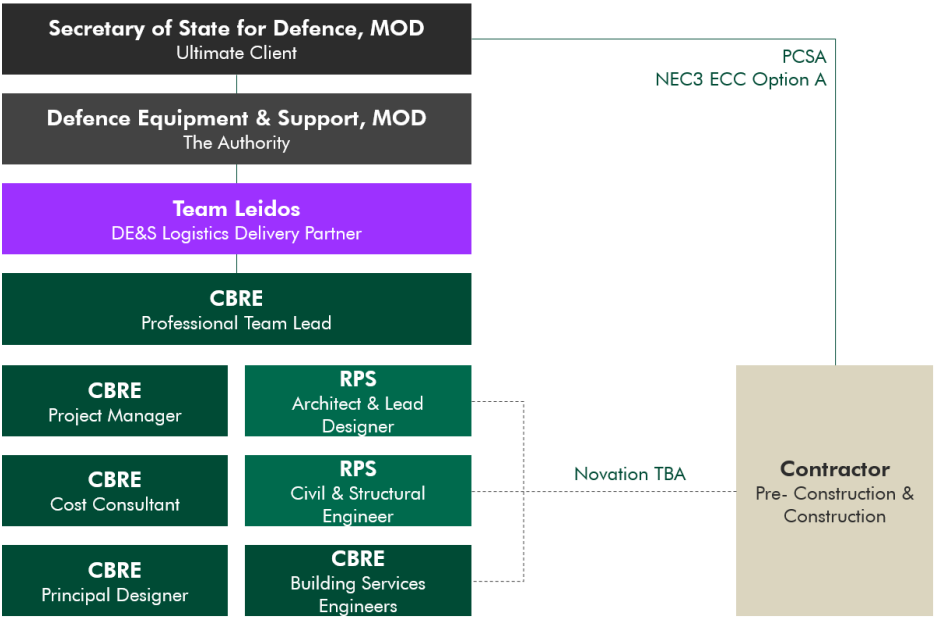 Secretary of State for Defence, MOD
Ultimate Client
PCSA
NEC3 ECC Option A
Defence Equipment & Support, MOD
The Authority
Team Leidos
DE&S Logistics Delivery Partner
CBRE
Professional Team Lead
CBRE
Project Manager
RPS
Architect & Lead
Designer
CBRE
Cost Consultant
RPS
Civil & Structural
Engineer
Novation TBA
Contractor
Pre- Construction &
Construction
CBRE
Principal Designer
CBRE
Building Services
Engineers